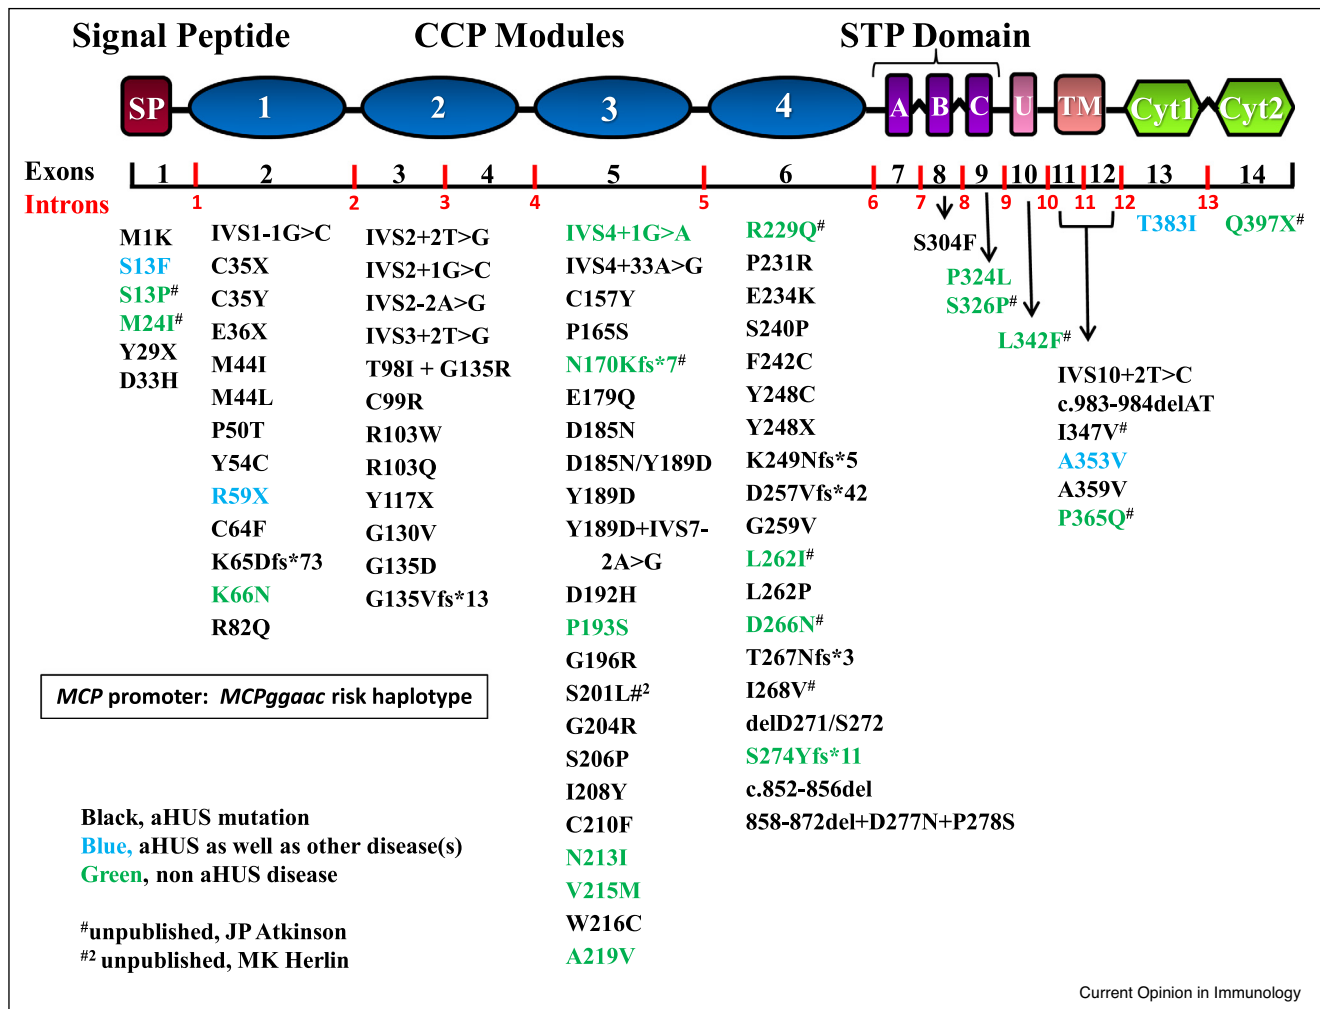 Signal Peptide CCP Modules STP Domain
SP 1 2 3 4 A B C U TM Cyt1 Cyt2
Exons 1 2 3 4 5 6 7 8 9 10 11 12 13 14
Introns 1 2 3 4 5 6 7 8 9 10 11 12 13
M1K
S13F
S13P#
M24I#
Y29X
D33H
IVS1-1G>C
C35X
C35Y
E36X
M44I
M44L
P50T
Y54C
R59X
C64F
K65Dfs*73
K66N
R82Q
IVS2+2T>G
IVS2+1G>C
IVS2-2A>G
IVS3+2T>G
T98I + G135R
C99R
R103W
R103Q
Y117X
G130V
G135D
G135Vfs*13
IVS4+1G>A
IVS4+33A>G
C157Y
P165S
N170Kfs*7#
E179Q
D185N
D185N/Y189D
Y189D
Y189D+IVS7-
2A>G
D192H
P193S
G196R
S201L#2
G204R
S206P
I208Y
C210F
N213I
V215M
W216C
A219V
R229Q#
P231R
E234K
S240P
F242C
Y248C
Y248X
K249Nfs*5
D257Vfs*42
G259V
L262I#
L262P
D266N#
T267Nfs*3
I268V#
delD271/S272
S274Yfs*11
c.852-856del
858-872del+D277N+P278S
S304F
P324L
S326P#
L342F#
IVS10+2T>C
c.983-984delAT
I347V#
A353V
A359V
P365Q#
T383I
Q397X#
MCP promoter: MCPggaac risk haplotype
Black, aHUS mutation
Blue, aHUS as well as other disease(s)
Green, non aHUS disease
#unpublished, JP Atkinson
#2 unpublished, MK Herlin
Current Opinion in Immunology